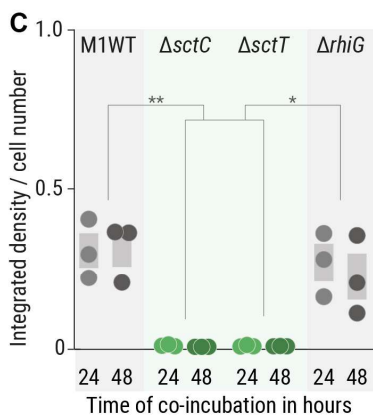 C
1.0
M1WT ΔsctC ΔsctT ΔrhiG
** *
Integrated density / cell number
0.5
0
24 48 24 48 24 48 24 48
Time of co-incubation in hours